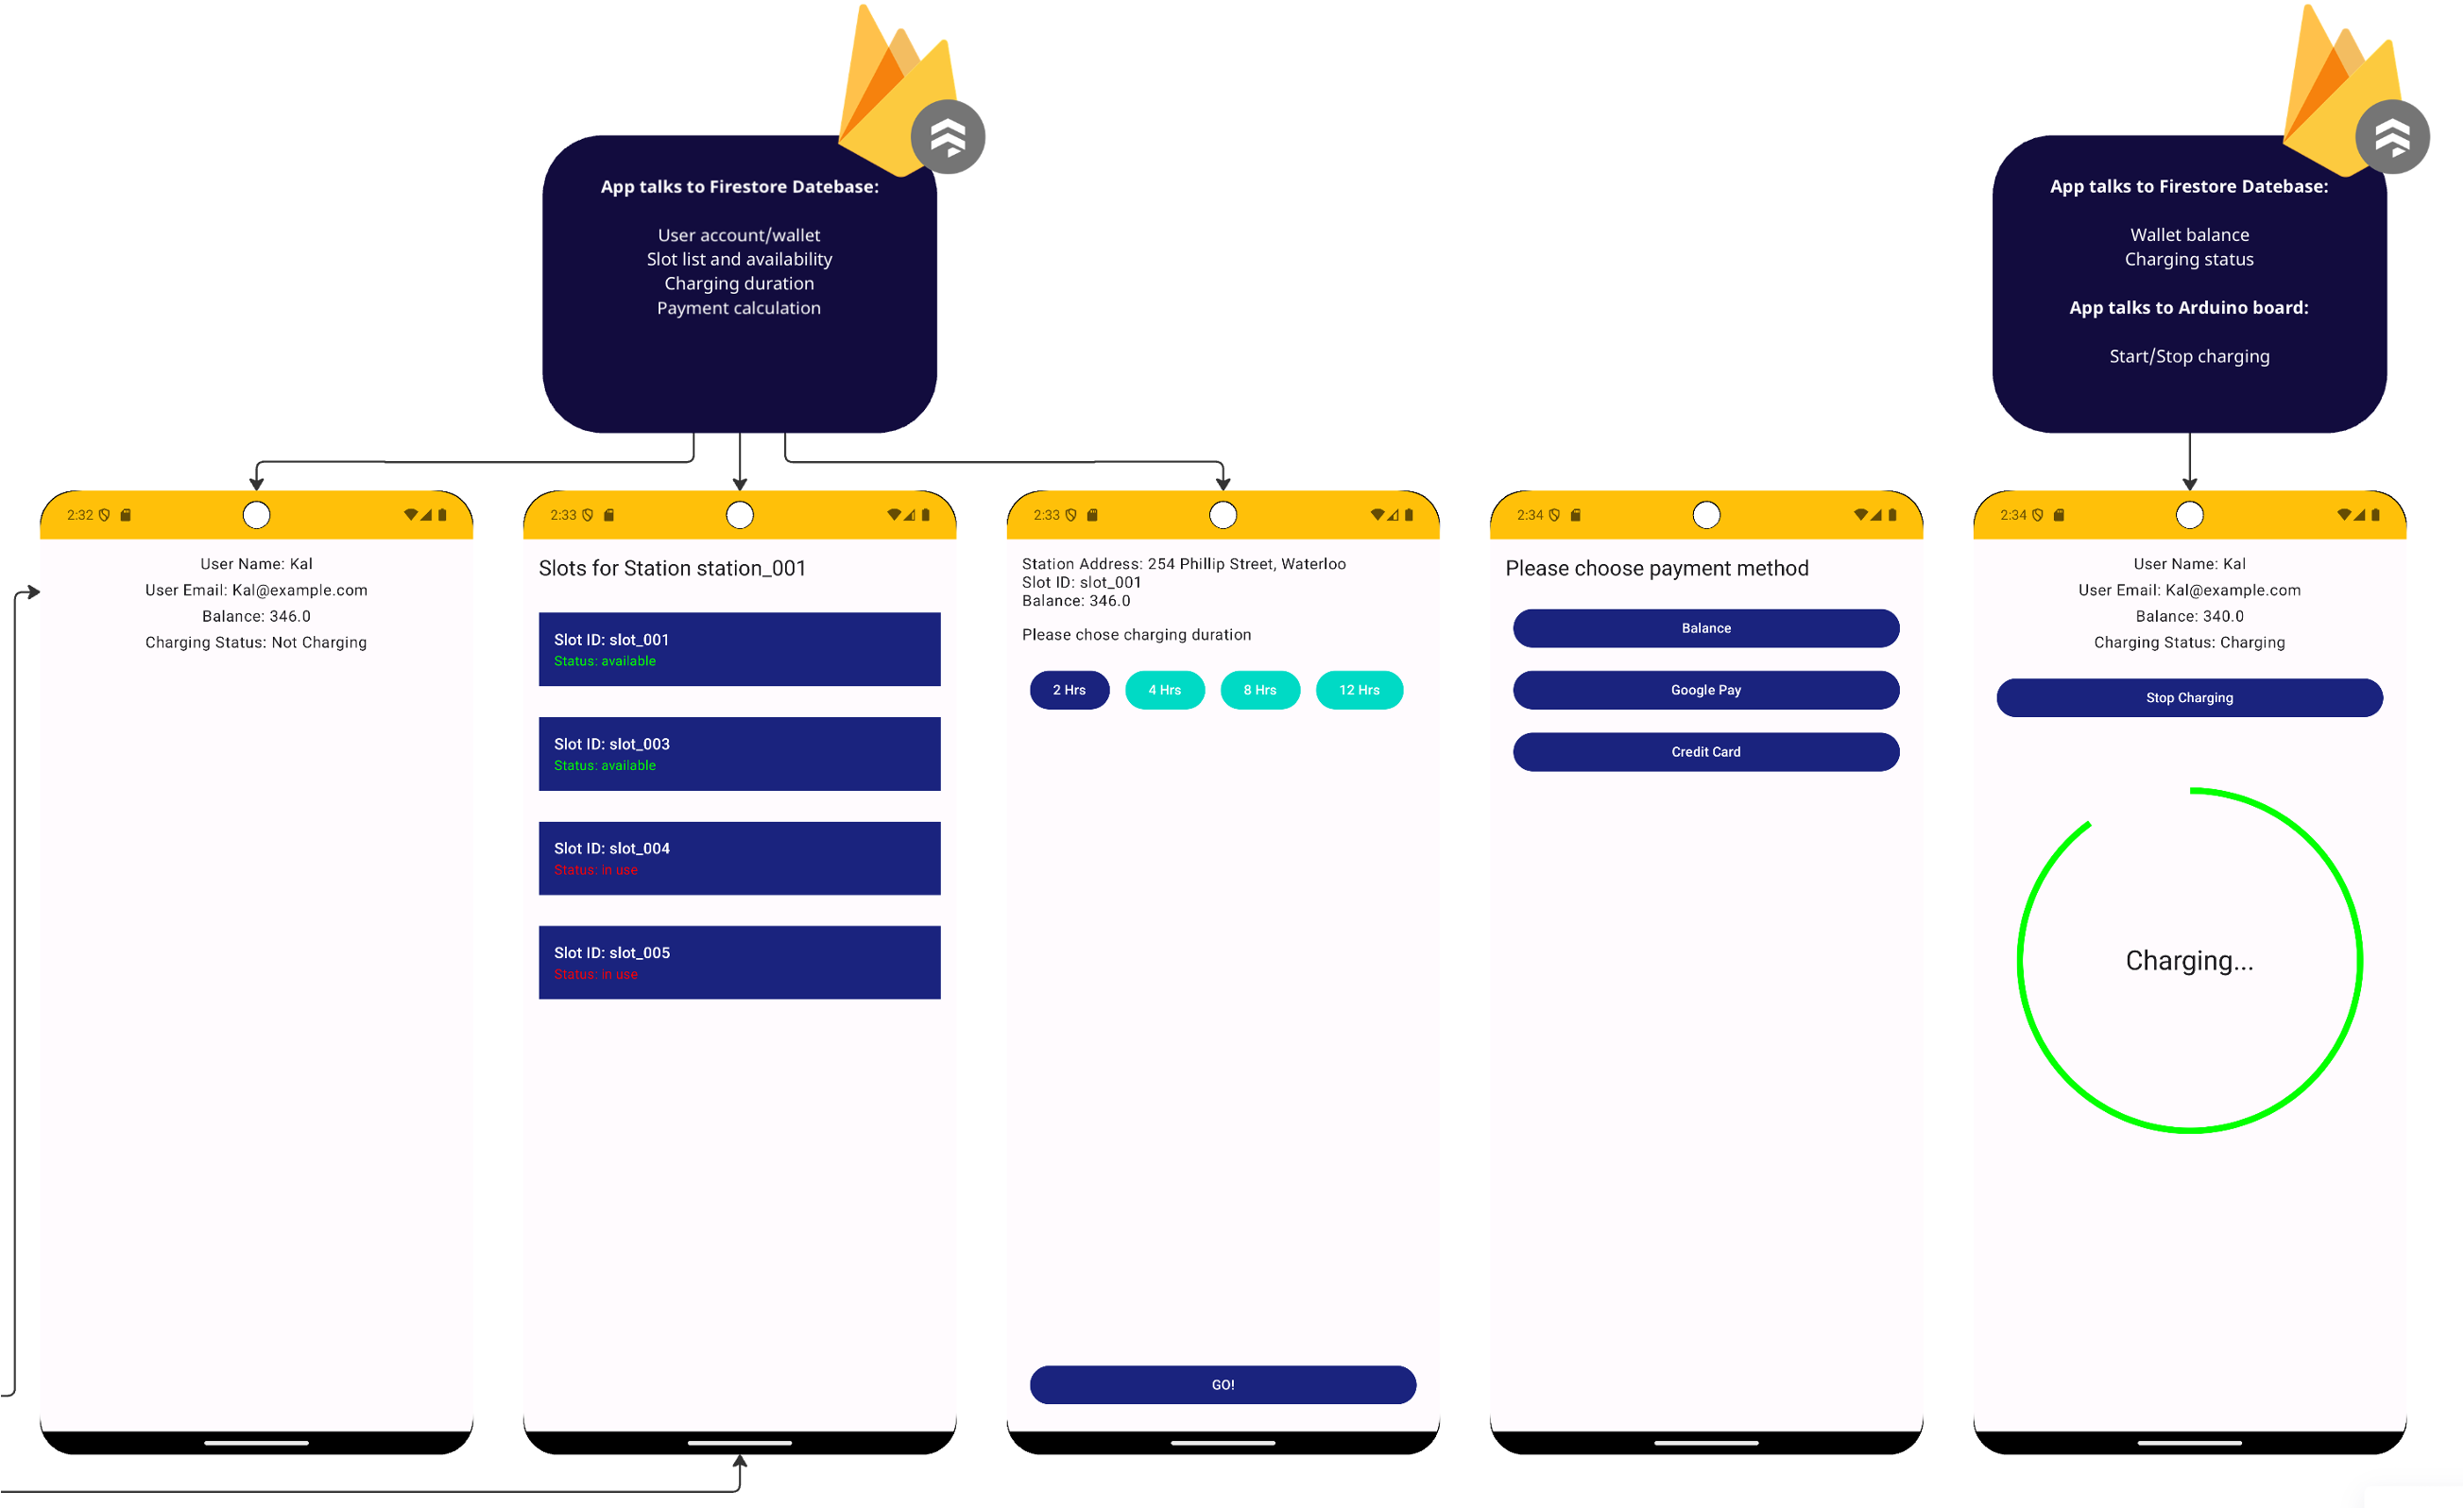 App talks to Firestore Datebase:
User account/wallet
Slot list and availability
Charging duration
Payment calculation
App talks to Firestore Datebase:
Wallet balance
Charging status
App talks to Arduino board:
Start/Stop charging
2:32
User Name: Kal
User Email: Kal@example.com
Balance: 346.0
Charging Status: Not Charging
2:33
Slots for Station station_001
Slot ID: slot_001
Status: available
Slot ID: slot_003
Status: available
Slot ID: slot_004
Status: in use
Slot ID: slot_005
Status: in use
2:33
Station Address: 254 Phillip Street, Waterloo
Slot ID: slot_001
Balance: 346.0
Please chose charging duration
2 Hrs 4 Hrs 8 Hrs 12 Hrs
GO!
2:34
Please choose payment method
Balance
Google Pay
Credit Card
2:34
User Name: Kal
User Email: Kal@example.com
Balance: 340.0
Charging Status: Charging
Stop Charging
Charging...